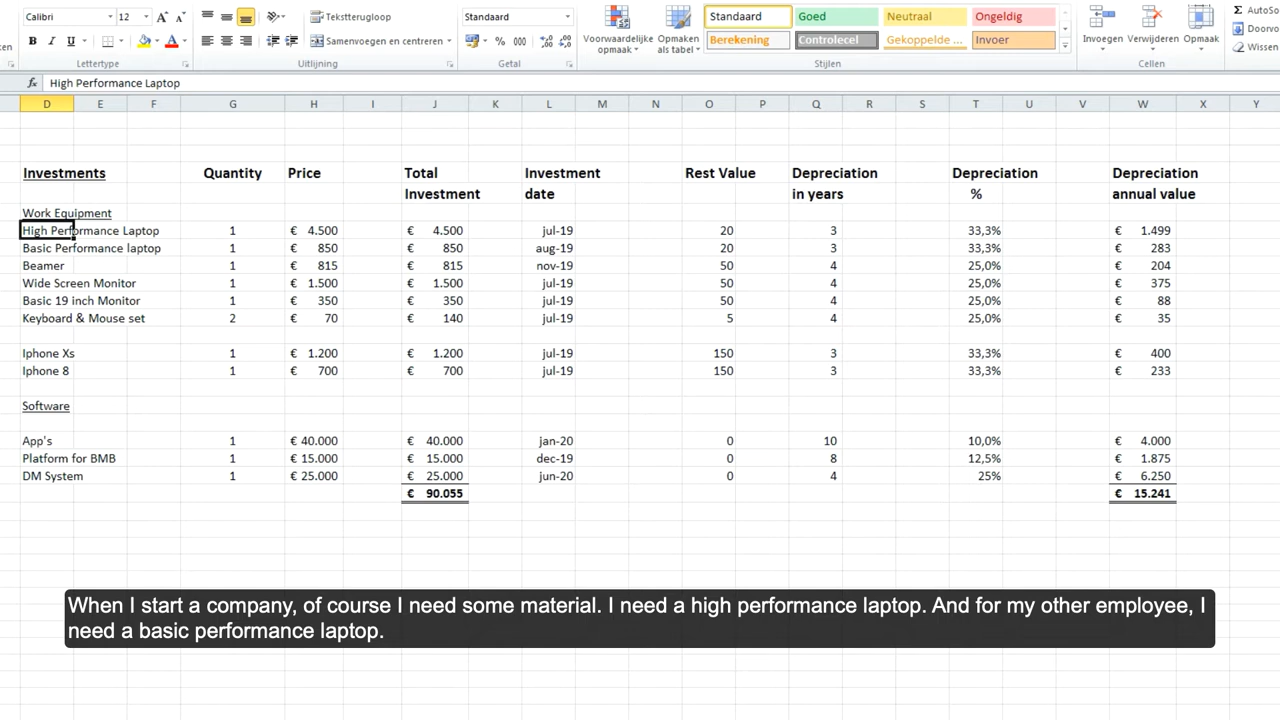 Calibri 12 A A Tekstterugloop Standaard Standaard Goed Neutraal Ongeldig AutoSo
B I U A Samenvoegen en centreren % 000 Voorwaardelijke opmaak Opmaken als tabel Berekening Controlecel Gekoppelde ... Invoer Invoegen Verwijderen Opmaak Doorvo
Wissen
Lettertype Uitlijning Getal Stijlen Cellen
fx High Performance Laptop
D E F G H I J K L M N O P Q R S T U V W X Y
Investments Quantity Price Total Investment Rest Value Depreciation Depreciation Depreciation
Investment date in years % annual value
Work Equipment
High Performance Laptop 1 € 4.500 € 4.500 jul-19 20 3 33,3% € 1.499
Basic Performance laptop 1 € 850 € 850 aug-19 20 3 33,3% € 283
Beamer 1 € 815 € 815 nov-19 50 4 25,0% € 204
Wide Screen Monitor 1 € 1.500 € 1.500 jul-19 50 4 25,0% € 375
Basic 19 inch Monitor 1 € 350 € 350 jul-19 50 4 25,0% € 88
Keyboard & Mouse set 2 € 70 € 140 jul-19 5 4 25,0% € 35
Iphone Xs 1 € 1.200 € 1.200 jul-19 150 3 33,3% € 400
Iphone 8 1 € 700 € 700 jul-19 150 3 33,3% € 233
Software
App's 1 € 40.000 € 40.000 jan-20 0 10 10,0% € 4.000
Platform for BMB 1 € 15.000 € 15.000 dec-19 0 8 12,5% € 1.875
DM System 1 € 25.000 € 25.000 jun-20 0 4 25% € 6.250
€ 90.055 € 15.241
When I start a company, of course I need some material. I need a high performance laptop. And for my other employee, I
need a basic performance laptop.